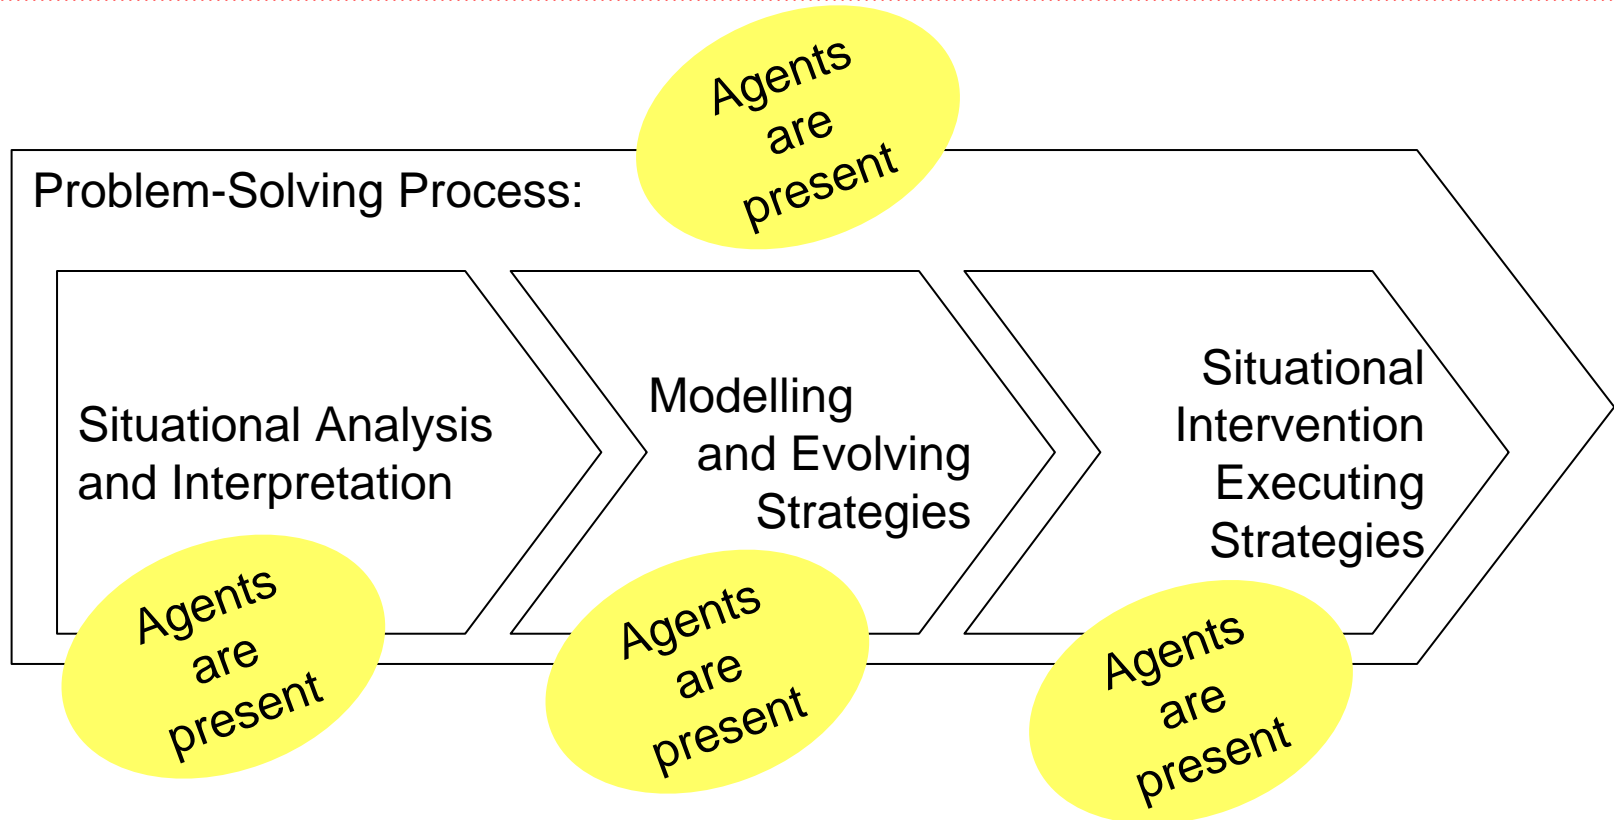 Agents
are
present
Problem-Solving Process:
Situational Analysis
and Interpretation
Modelling
and Evolving
Strategies
Situational
Intervention
Executing
Strategies
Agents
are
present
Agents
are
present
Agents
are
present